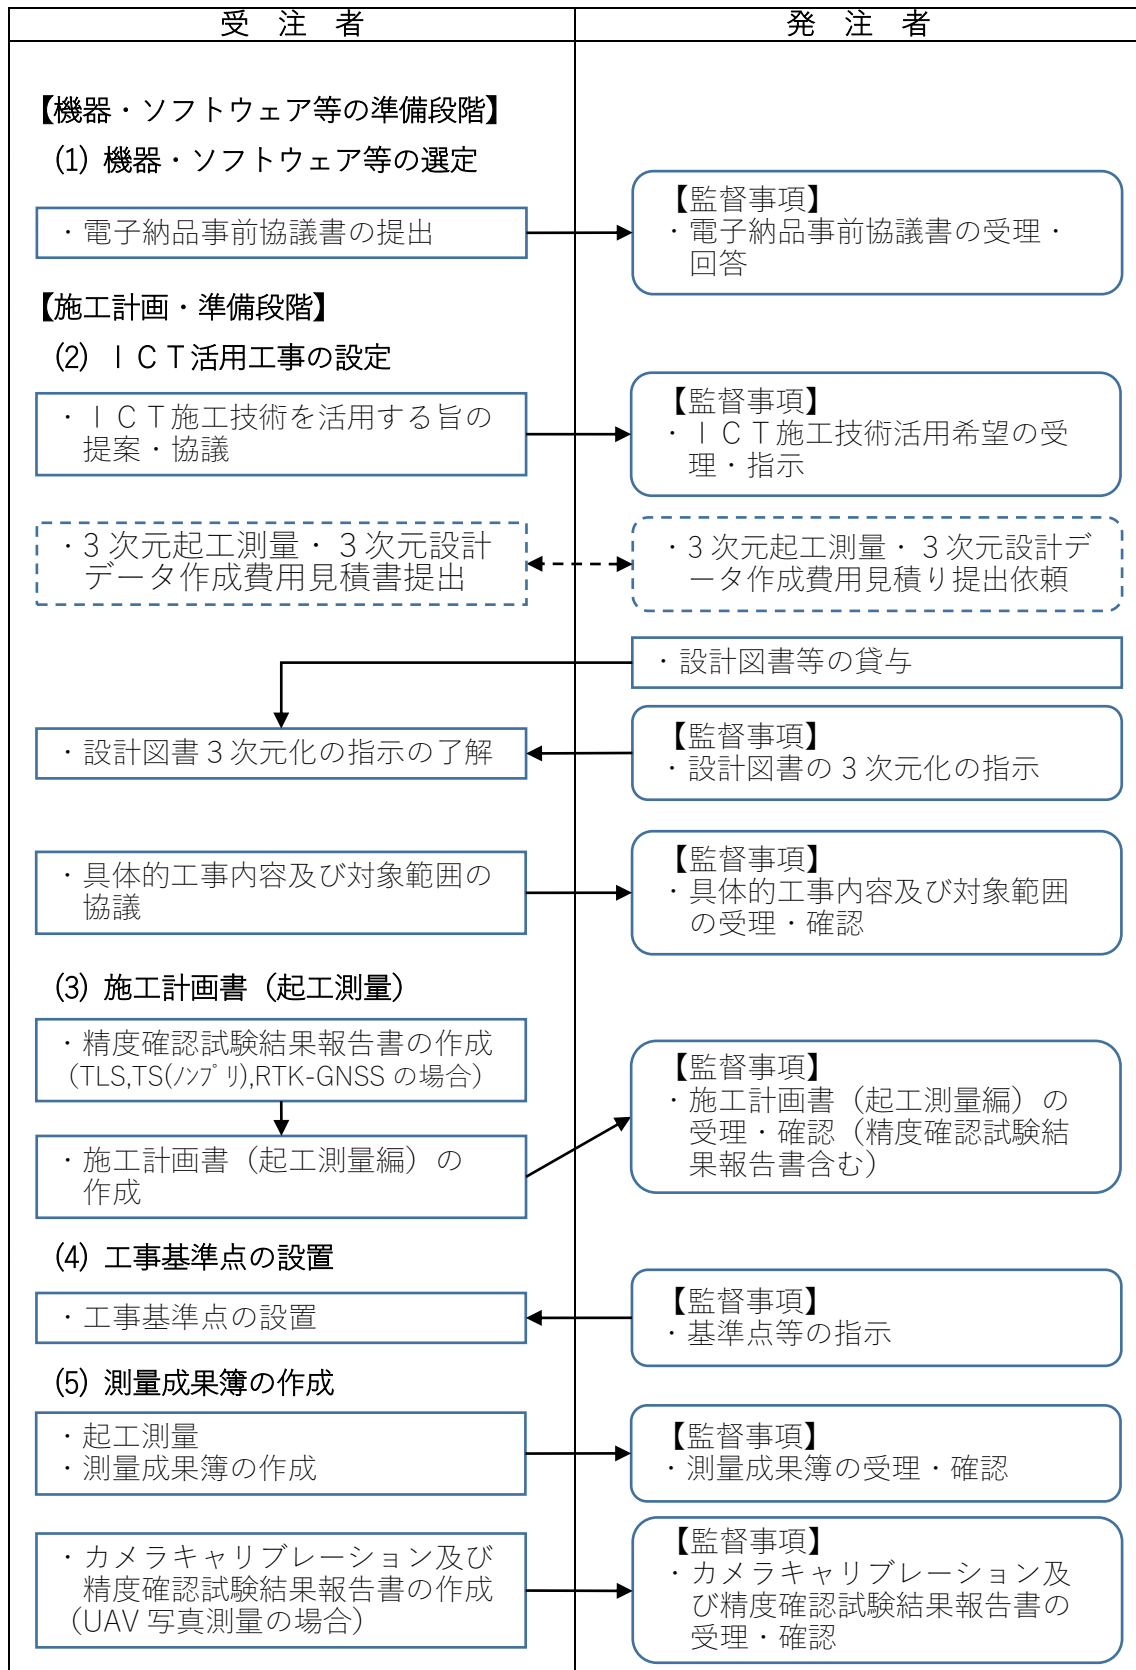 受　注　者
発　注　者
【機器・ソフトウェア等の準備段階】
(1) 機器・ソフトウェア等の選定
・電子納品事前協議書の提出
【監督事項】
・電子納品事前協議書の受理・
回答
【施工計画・準備段階】
(2) ＩＣＴ活用工事の設定
・ＩＣＴ施工技術を活用する旨の
提案・協議
【監督事項】
・ＩＣＴ施工技術活用希望の受
理・指示
・３次元起工測量・３次元設計
データ作成費用見積書提出
・３次元起工測量・３次元設計デ
ータ作成費用見積り提出依頼
・設計図書等の貸与
・設計図書３次元化の指示の了解
【監督事項】
・設計図書の３次元化の指示
・具体的工事内容及び対象範囲の
協議
【監督事項】
・具体的工事内容及び対象範囲
の受理・確認
(3) 施工計画書（起工測量）
・精度確認試験結果報告書の作成
（TLS,TS(ﾉﾝﾌﾟﾘ),RTK-GNSS の場合）
・施工計画書（起工測量編）の
作成
【監督事項】
・施工計画書（起工測量編）の
受理・確認（精度確認試験結
果報告書含む）
(4) 工事基準点の設置
・工事基準点の設置
【監督事項】
・基準点等の指示
(5) 測量成果簿の作成
・起工測量
・測量成果簿の作成
【監督事項】
・測量成果簿の受理・確認
・カメラキャリブレーション及び
精度確認試験結果報告書の作成
（UAV 写真測量の場合）
【監督事項】
・カメラキャリブレーション及
び精度確認試験結果報告書の
受理・確認